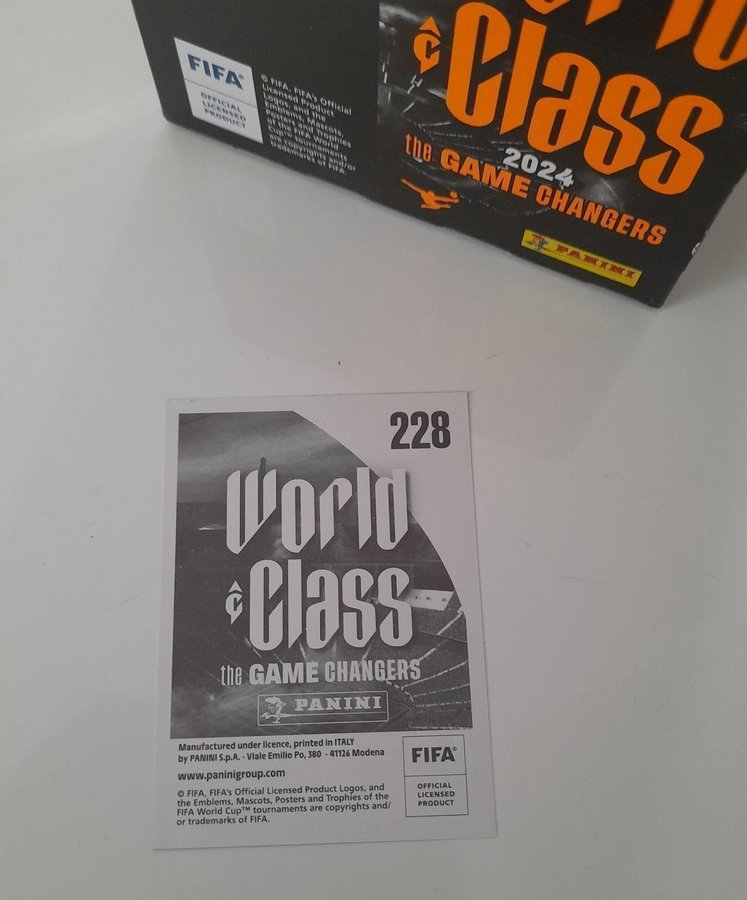 World
Class
2024
the GAME CHANGERS
PANINI
FIFA®
OFFICIAL
LICENSED
PRODUCT
© FIFA, FIFA's Official
Licensed Product
Logos, and the
Emblems, Mascots,
Posters and Trophies
of the FIFA World
Cup™ tournaments
are copyrights and/or
trademarks of FIFA.
228
World
Class
the GAME CHANGERS
PANINI
Manufactured under licence, printed in ITALY
by PANINI S.p.A. - Viale Emilio Po, 380 - 41126 Modena
www.paninigroup.com
© FIFA, FIFA's Official Licensed Product Logos, and
the Emblems, Mascots, Posters and Trophies of the
FIFA World Cup™ tournaments are copyrights and/
or trademarks of FIFA.
FIFA®
OFFICIAL
LICENSED
PRODUCT